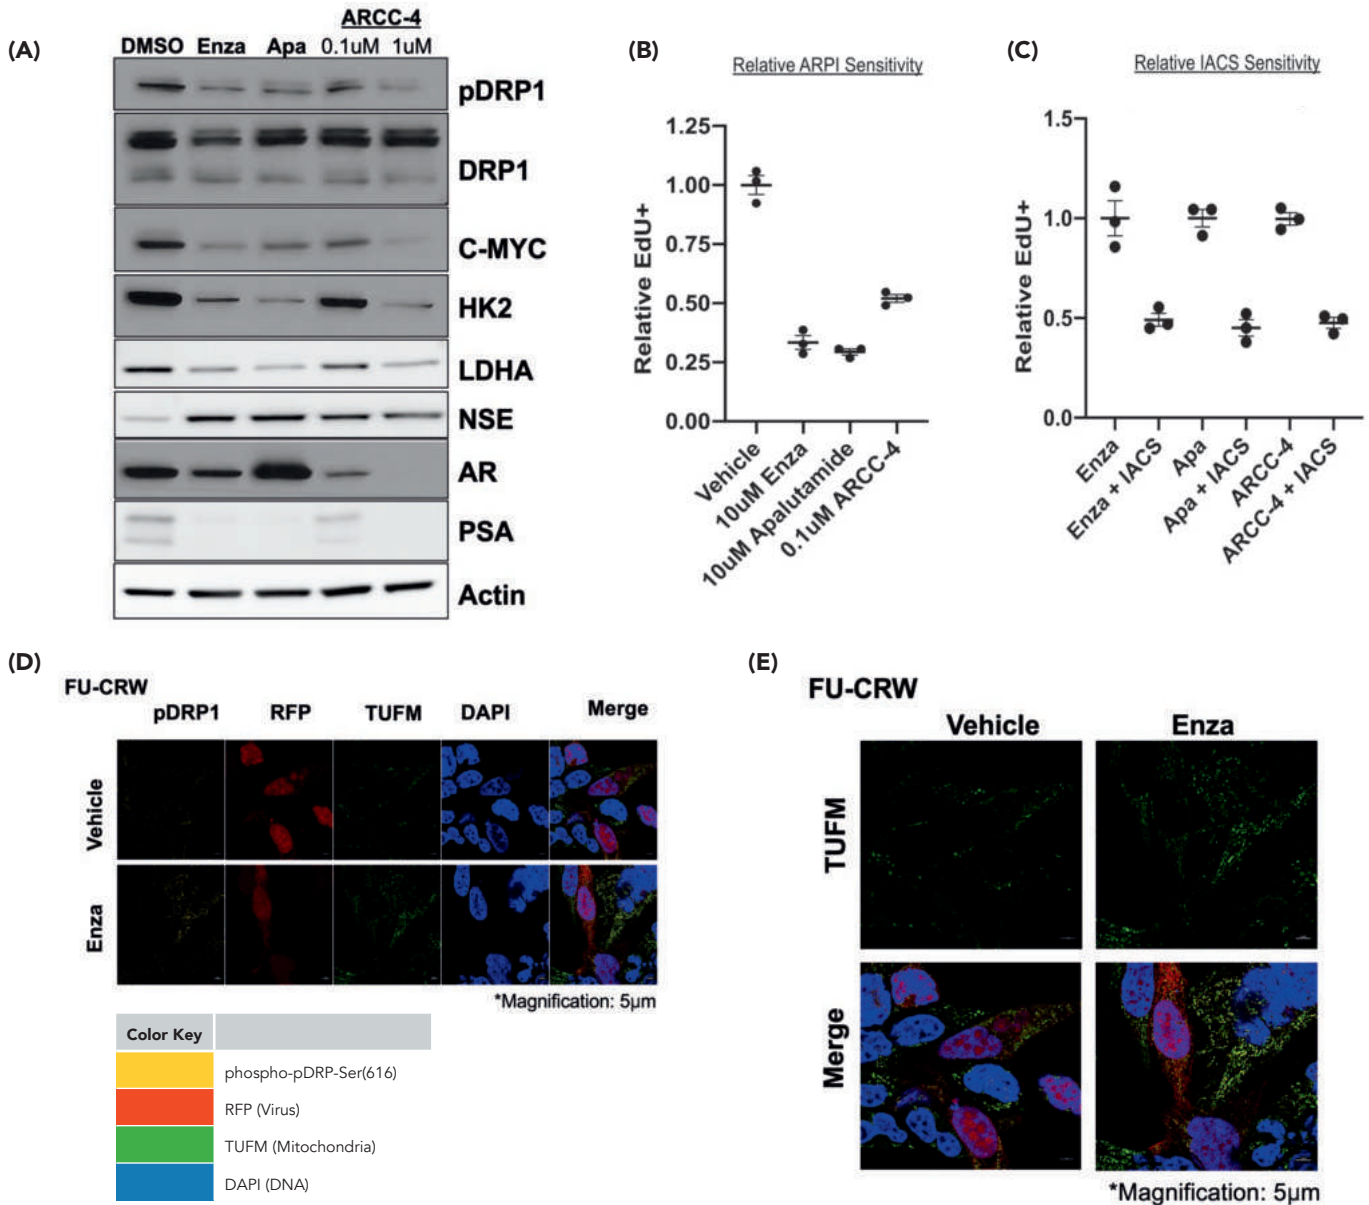 (A)
ARCC-4
DMSO Enza Apa 0.1uM 1uM
pDRP1
DRP1
C-MYC
HK2
LDHA
NSE
AR
PSA
Actin
(B)
Relative ARPI Sensitivity
Relative EdU+
1.25
1.00
0.75
0.50
0.25
0.00
Vehicle
10uM Enza
10uM Apalutamide
0.1uM ARCC-4
(C)
Relative IACS Sensitivity
Relative EdU+
1.5
1.0
0.5
0.0
Enza
Enza + IACS
Apa
Apa + IACS
ARCC-4
ARCC-4 + IACS
(D)
FU-CRW
pDRP1 RFP TUFM DAPI Merge
Vehicle
Enza
*Magnification: 5µm
Color Key
phospho-pDRP-Ser(616)
RFP (Virus)
TUFM (Mitochondria)
DAPI (DNA)
(E)
FU-CRW
Vehicle Enza
TUFM
Merge
*Magnification: 5µm